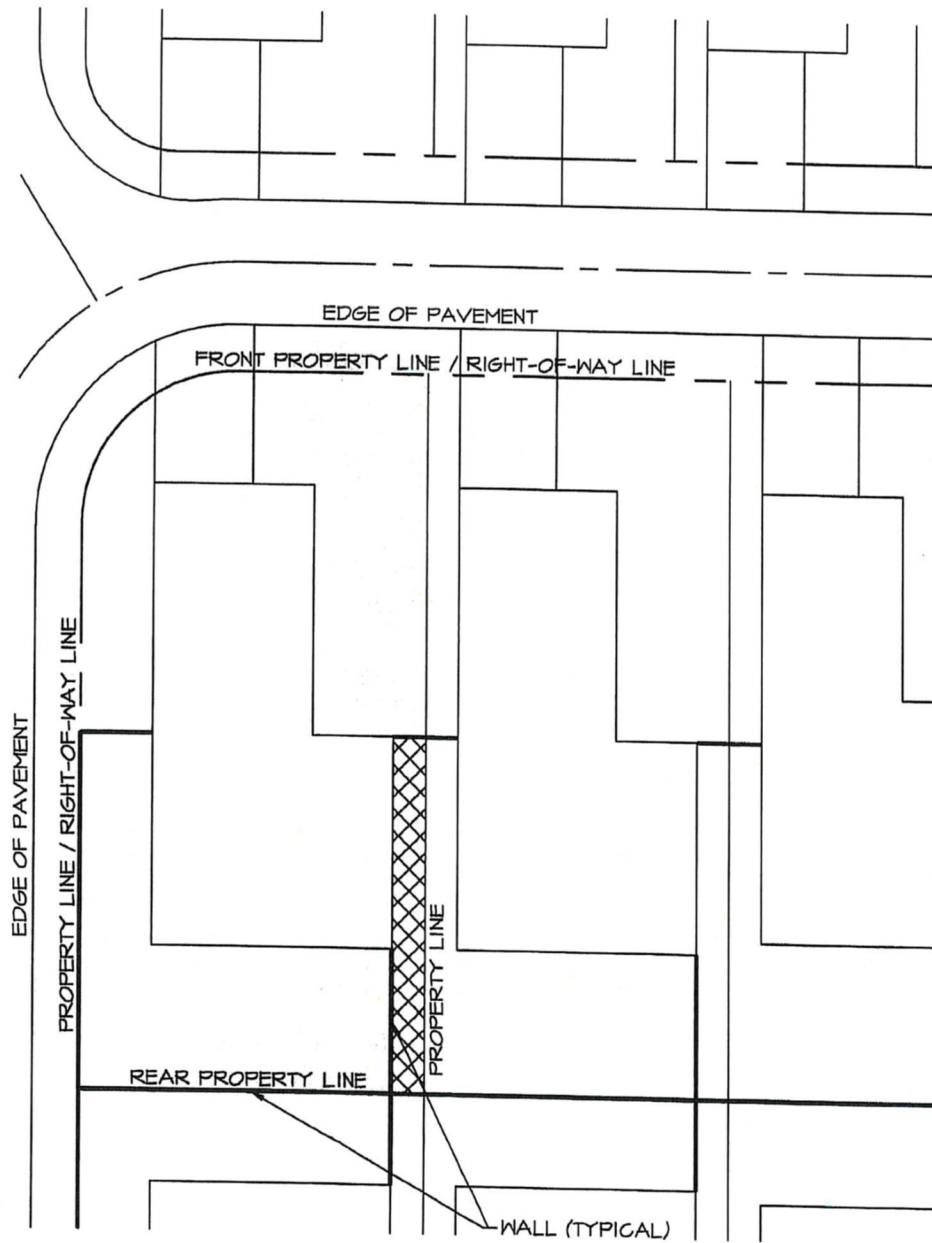 EDGE OF PAVEMENT
FRONT PROPERTY LINE / RIGHT-OF-WAY LINE
EDGE OF PAVEMENT
PROPERTY LINE / RIGHT-OF-WAY LINE
PROPERTY LINE
REAR PROPERTY LINE
WALL (TYPICAL)